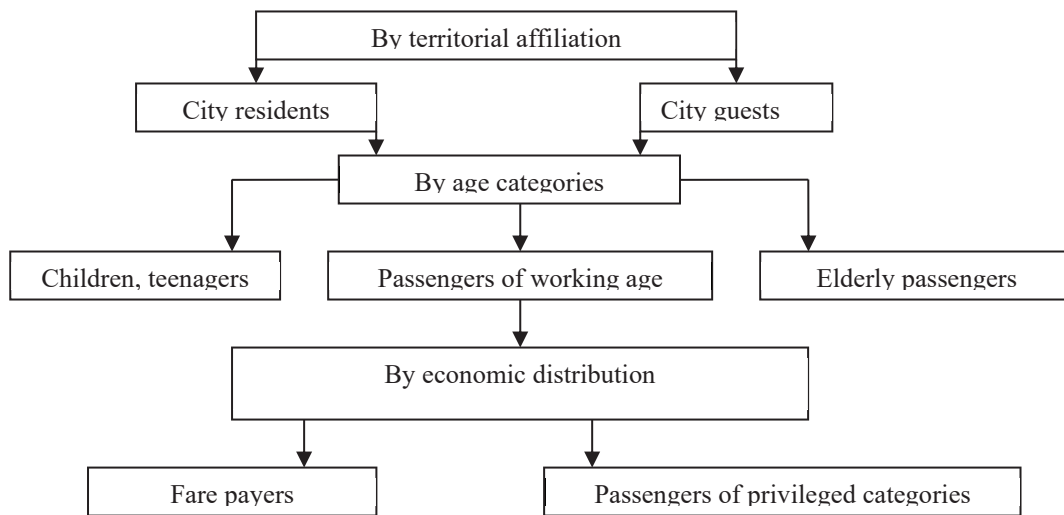 By territorial affiliation
City residents
City guests
By age categories
Children, teenagers
Passengers of working age
Elderly passengers
By economic distribution
Fare payers
Passengers of privileged categories